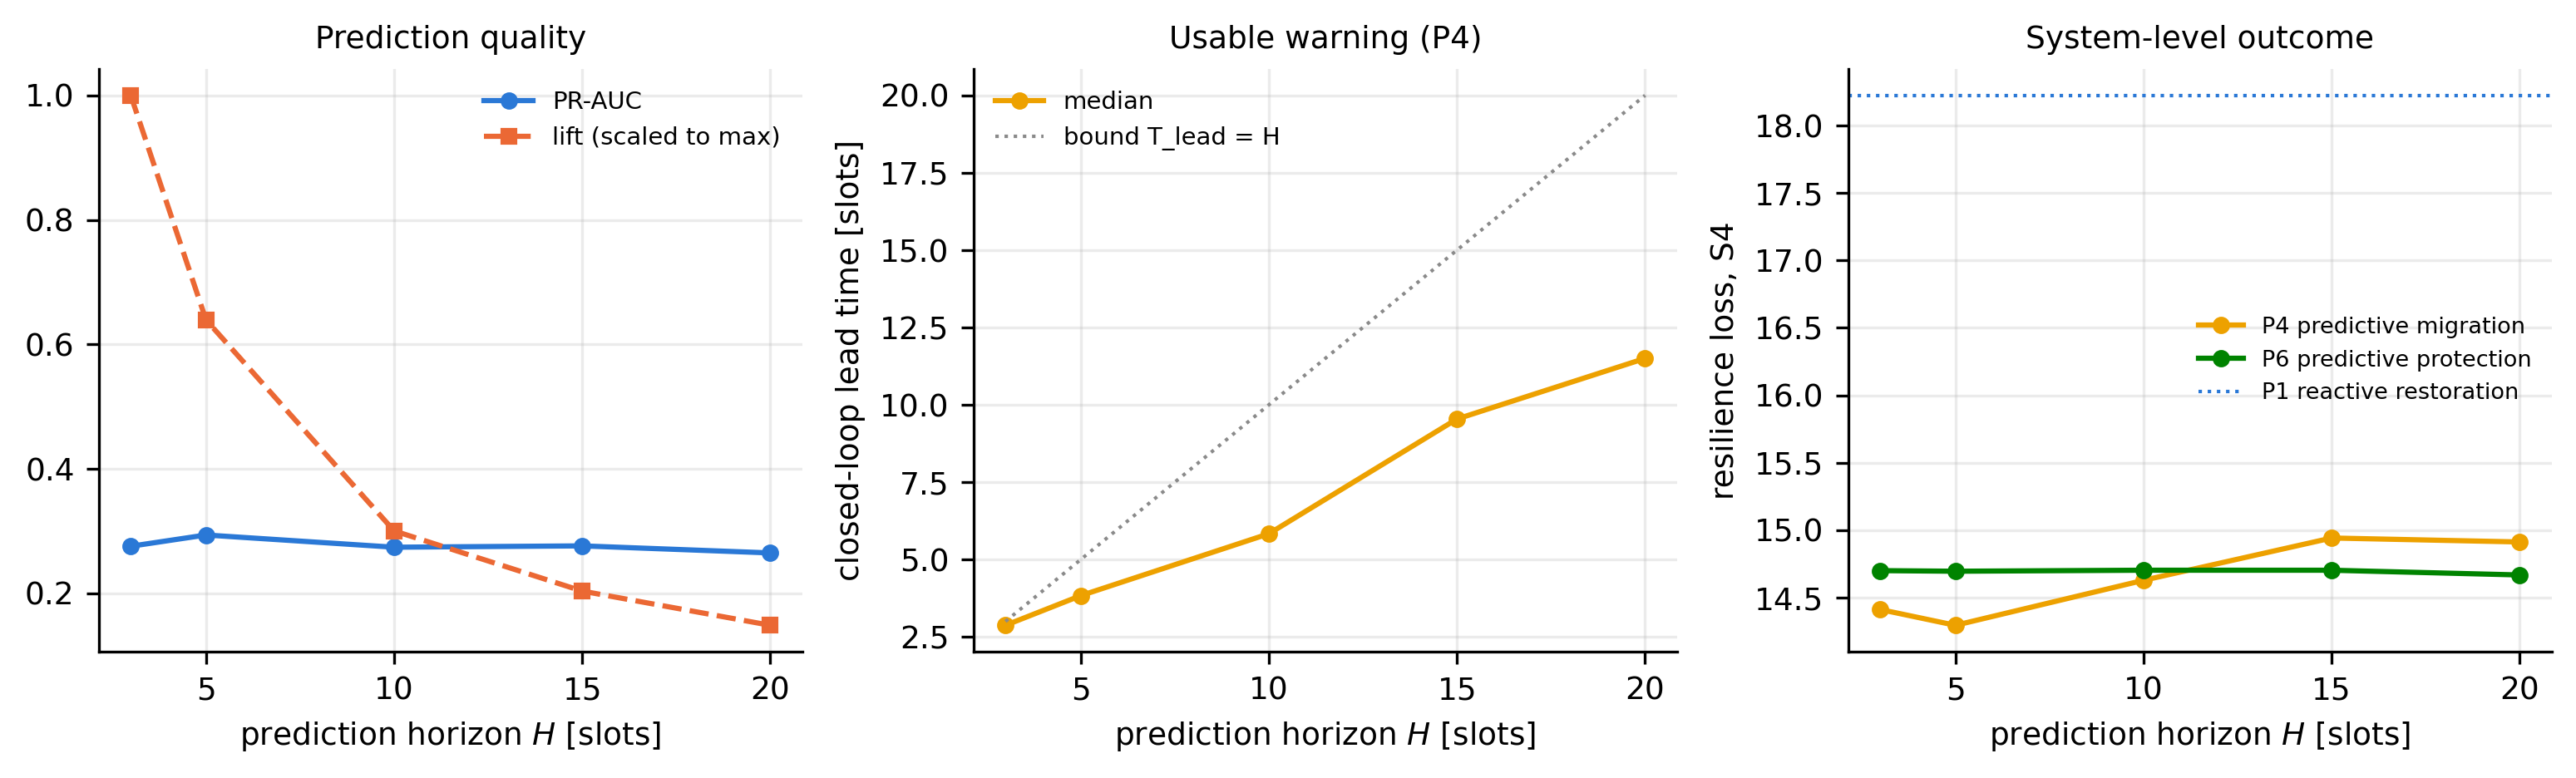 Prediction quality
PR-AUC
lift (scaled to max)
1.0
0.8
0.6
0.4
0.2
5
10
15
20
prediction horizon H [slots]
Usable warning (P4)
median
bound T_lead = H
closed-loop lead time [slots]
20.0
17.5
15.0
12.5
10.0
7.5
5.0
2.5
5
10
15
20
prediction horizon H [slots]
System-level outcome
resilience loss, S4
18.0
17.5
17.0
16.5
16.0
15.5
15.0
14.5
P4 predictive migration
P6 predictive protection
P1 reactive restoration
5
10
15
20
prediction horizon H [slots]